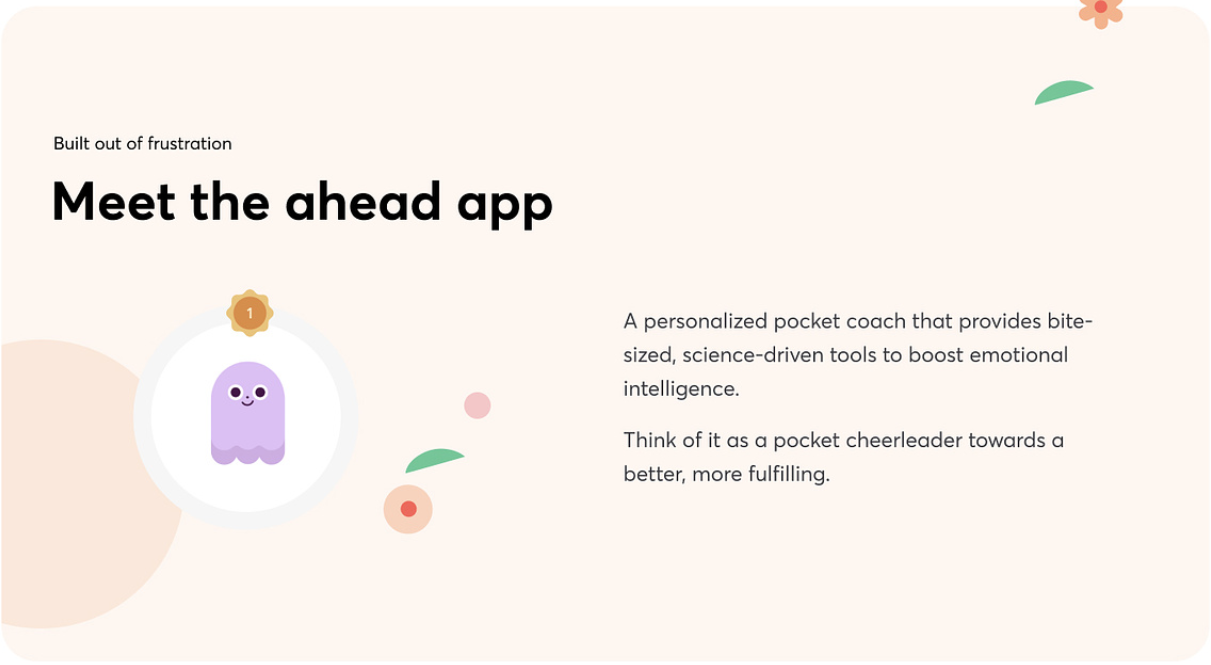 Built out of frustration
Meet the ahead app
1
A personalized pocket coach that provides bite-
sized, science-driven tools to boost emotional
intelligence.
Think of it as a pocket cheerleader towards a
better, more fulfilling.